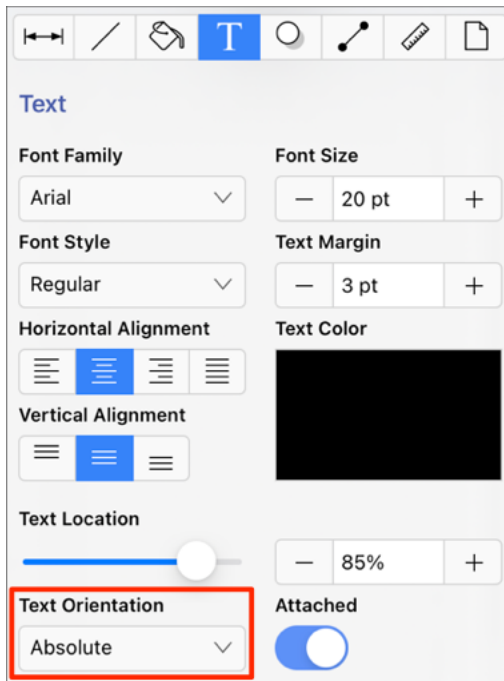 T
Text
Font Family Font Size
Arial 20 pt
Font Style Text Margin
Regular 3 pt
Horizontal Alignment Text Color
Vertical Alignment
Text Location
85%
Text Orientation Attached
Absolute